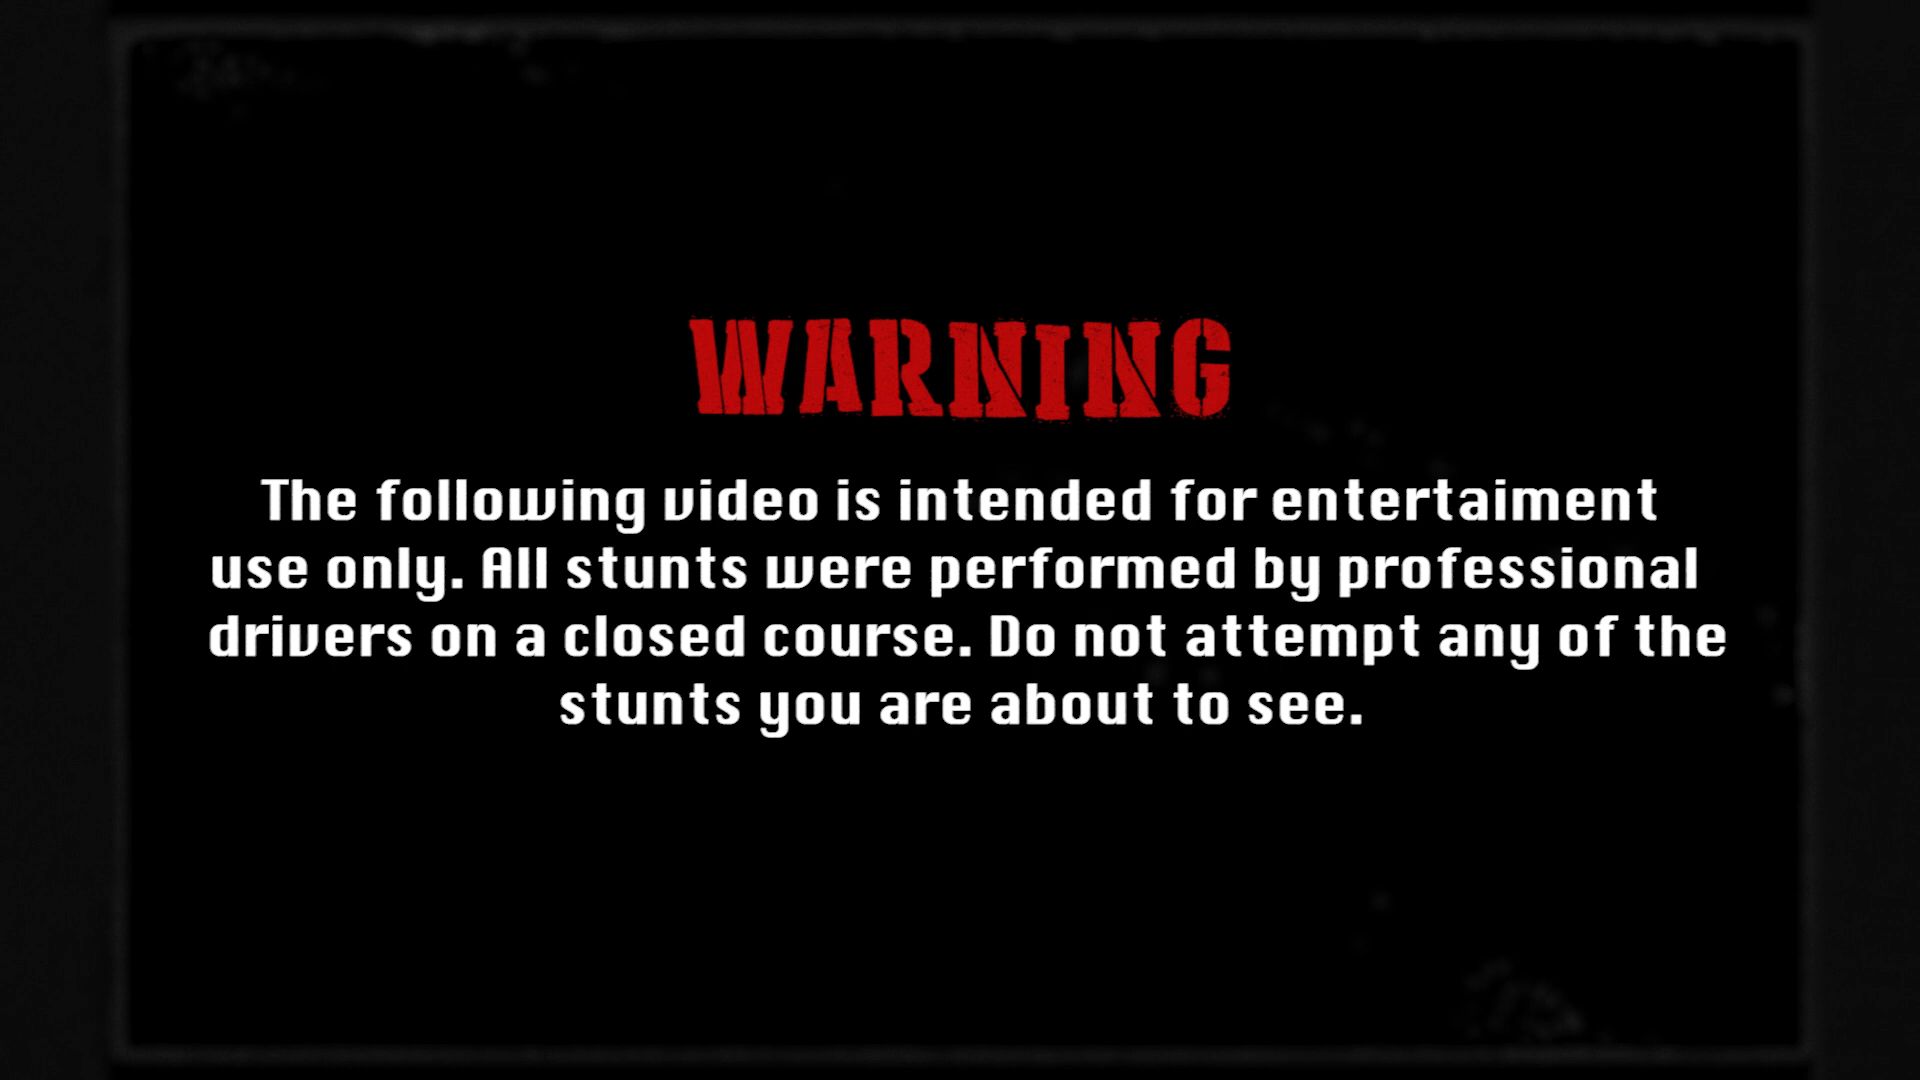 WARNING
The following video is intended for entertaiment
use only. All stunts were performed by professional
drivers on a closed course. Do not attempt any of the
stunts you are about to see.